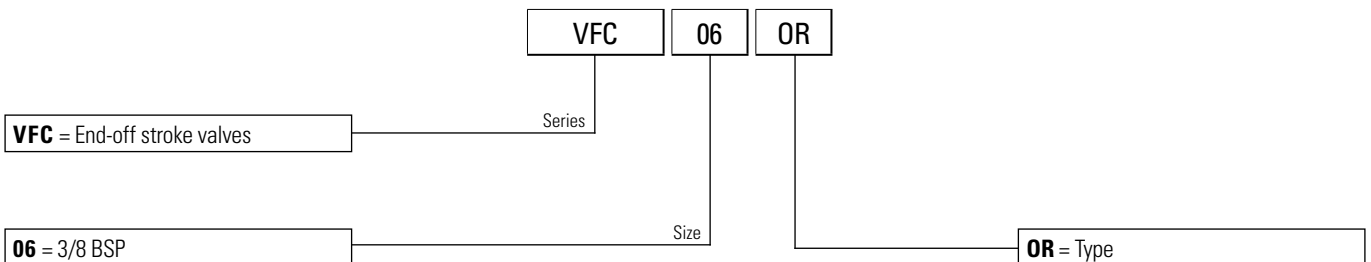 VFC 06 OR
VFC = End-off stroke valves
Series
06 = 3/8 BSP
Size
OR = Type